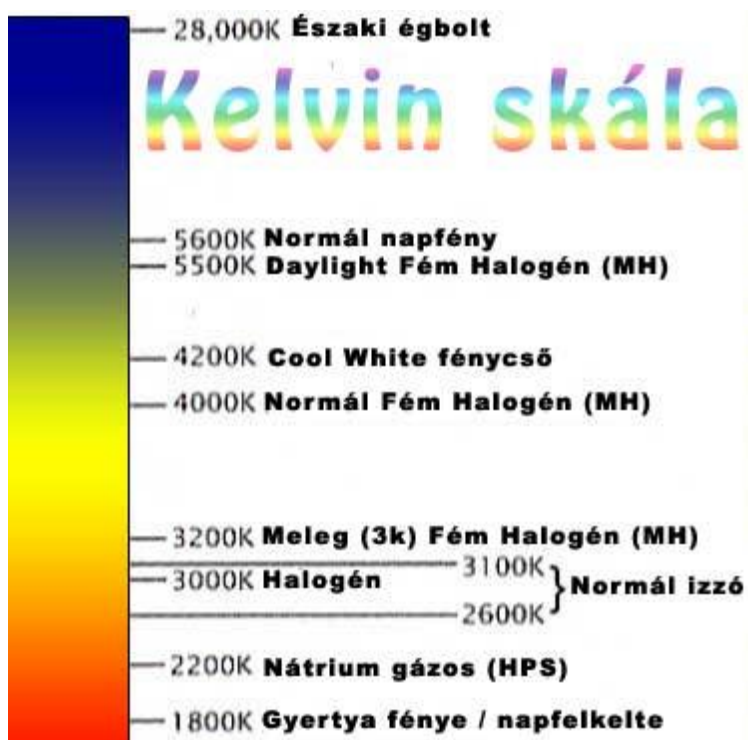 28,000K Északi égbolt
Kelvin skála
5600K Normál napfény
5500K Daylight Fém Halogén (MH)
4200K Cool White fénycső
4000K Normál Fém Halogén (MH)
3200K Meleg (3k) Fém Halogén (MH)
3100K
3000K Halogén
Normál izzó
2600K
2200K Nátrium gázos (HPS)
1800K Gyertya fénye / napfelkelte